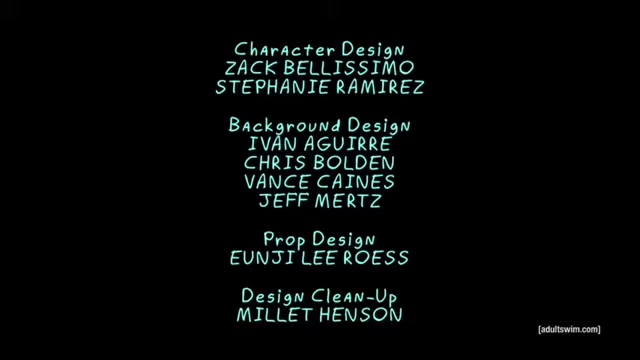 Character Design
ZACK BELLISSIMO
STEPHANIE RAMIREZ
Background Design
IVAN AGUIRRE
CHRIS BOLDEN
VANCE CAINES
JEFF MERTZ
Prop Design
EUNJI LEE ROESS
Design Clean-Up
MILLET HENSON
[adultswim.com]